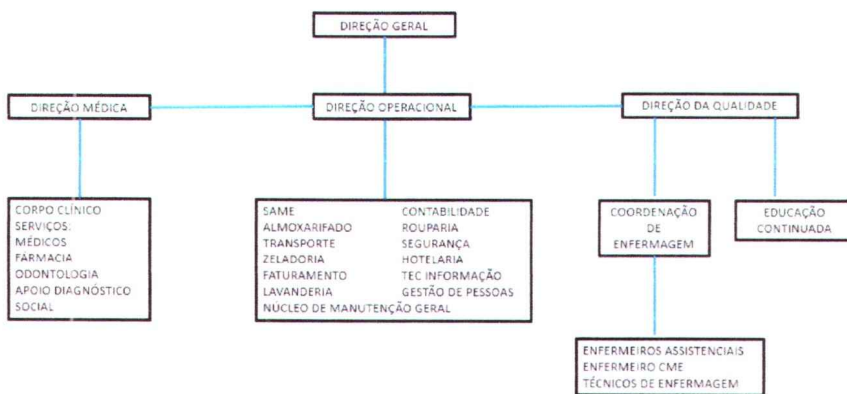 DIREÇÃO GERAL
DIREÇÃO MÉDICA
DIREÇÃO OPERACIONAL
DIREÇÃO DA QUALIDADE
CORPO CLÍNICO
SERVIÇOS:
MÉDICOS
FARMACIA
ODONTOLOGIA
APOIO DIAGNÓSTICO
SOCIAL
SAME CONTABILIDADE
ALMOXARIFADO ROUPARIA
TRANSPORTE SEGURANÇA
ZELADORIA HOTELARIA
FATURAMENTO TEC INFORMAÇÃO
LAVANDERIA GESTÃO DE PESSOAS
NÚCLEO DE MANUTENÇÃO GERAL
COORDENAÇÃO
DE
ENFERMAGEM
EDUCAÇÃO
CONTINUADA
ENFERMEIROS ASSISTENCIAIS
ENFERMEIRO CME
TÉCNICOS DE ENFERMAGEM